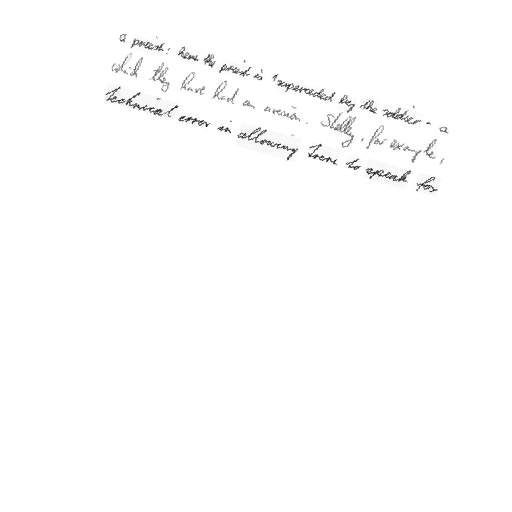 a priest: here the priest is superseded by the soldier - a
which they have had an aversion. Shelley, for example,
technical error in allowing Irene to speak for